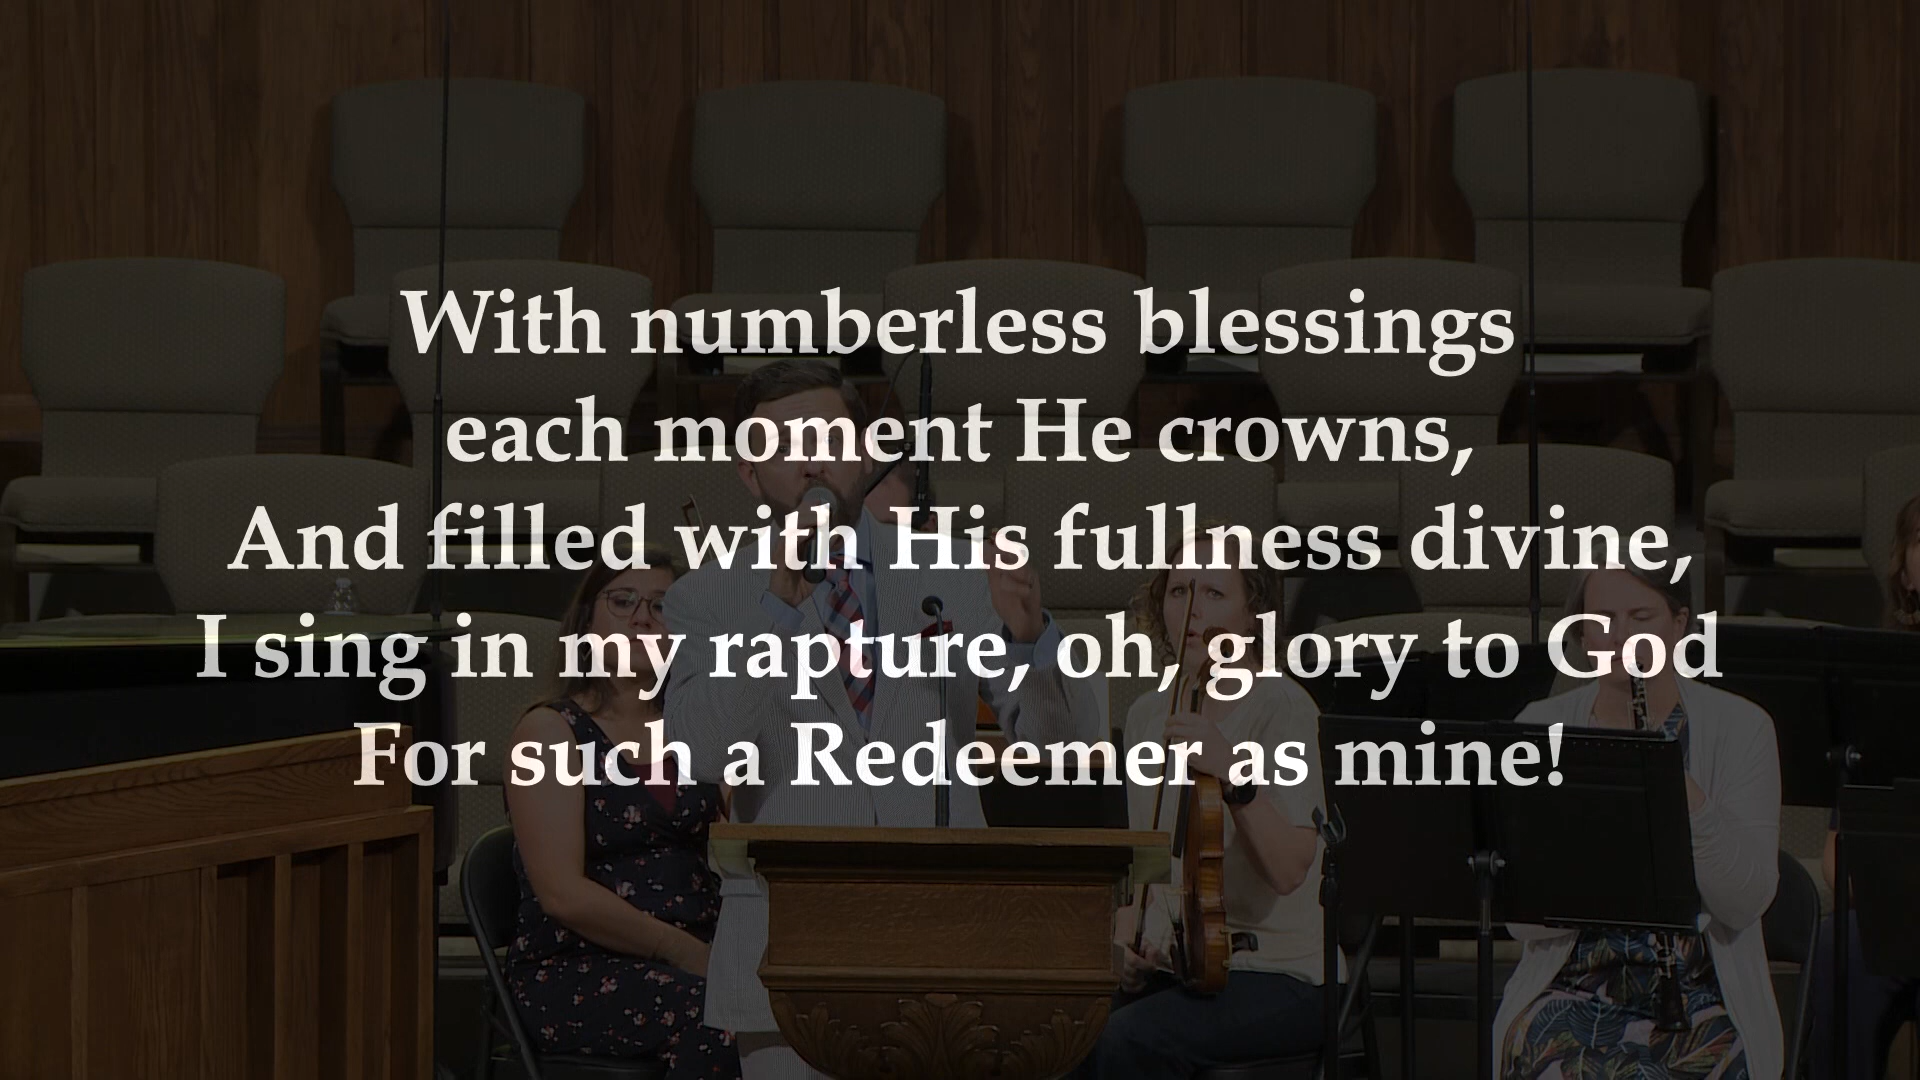 With numberless blessings
each moment He crowns,
And filled with His fullness divine,
I sing in my rapture, oh, glory to God
For such a Redeemer as mine!